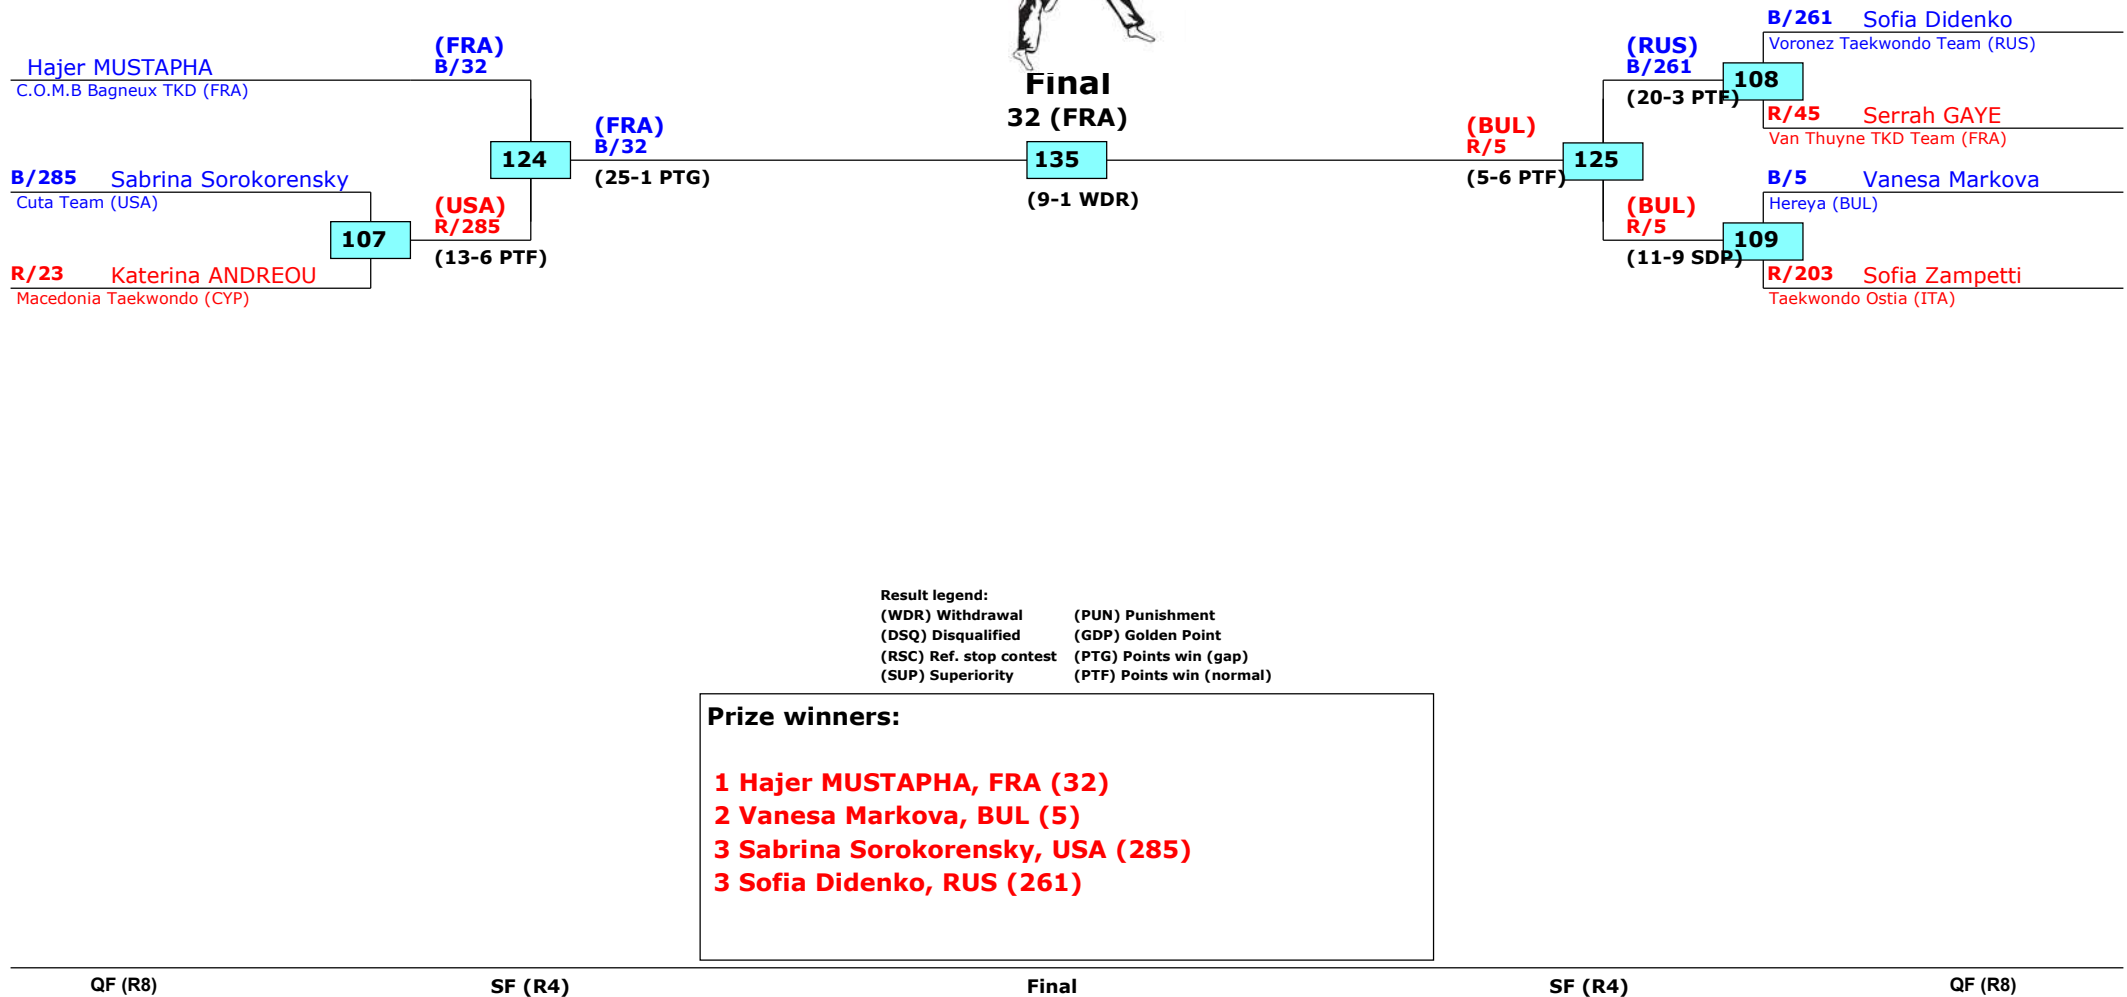 B/261 Sofia Didenko
Voronez Taekwondo Team (RUS)
(FRA)
B/32
Hajer MUSTAPHA
C.O.M.B Bagneux TKD (FRA)
Final
32 (FRA)
(RUS)
B/261
(20-3 PTF)
108
R/45 Serrah GAYE
Van Thuyne TKD Team (FRA)
124
(FRA)
B/32
(25-1 PTG)
135
(9-1 WDR)
(BUL)
R/5
(5-6 PTF)
125
B/285 Sabrina Sorokorensky
Cuta Team (USA)
B/5 Vanesa Markova
Hereya (BUL)
107
(USA)
R/285
(13-6 PTF)
(BUL)
R/5
(11-9 SDP)
109
R/23 Katerina ANDREOU
Macedonia Taekwondo (CYP)
R/203 Sofia Zampetti
Taekwondo Ostia (ITA)
Result legend:
(WDR) Withdrawal (PUN) Punishment
(DSQ) Disqualified (GDP) Golden Point
(RSC) Ref. stop contest (PTG) Points win (gap)
(SUP) Superiority (PTF) Points win (normal)
Prize winners:
1 Hajer MUSTAPHA, FRA (32)
2 Vanesa Markova, BUL (5)
3 Sabrina Sorokorensky, USA (285)
3 Sofia Didenko, RUS (261)
QF (R8) SF (R4) Final SF (R4) QF (R8)